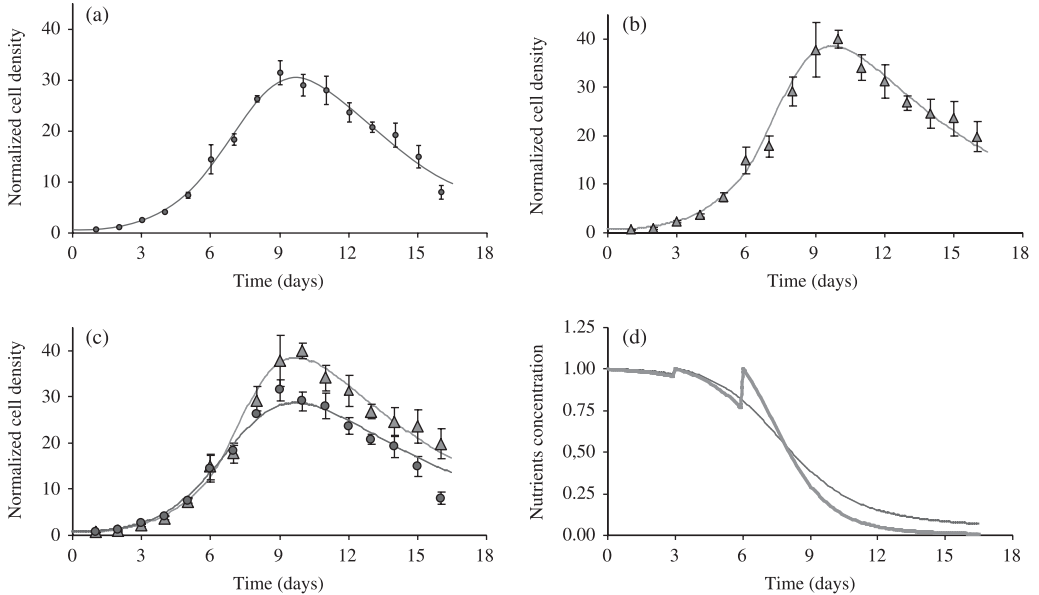 (a)
Normalized cell density
40
30
20
10
0
0 3 6 9 12 15 18
Time (days)
(b)
Normalized cell density
40
30
20
10
0
0 3 6 9 12 15 18
Time (days)
(c)
Normalized cell density
40
30
20
10
0
0 3 6 9 12 15 18
Time (days)
(d)
Nutrients concentration
1.25
1.00
0.75
0,50
0.25
0.00
0 3 6 9 12 15 18
Time (days)